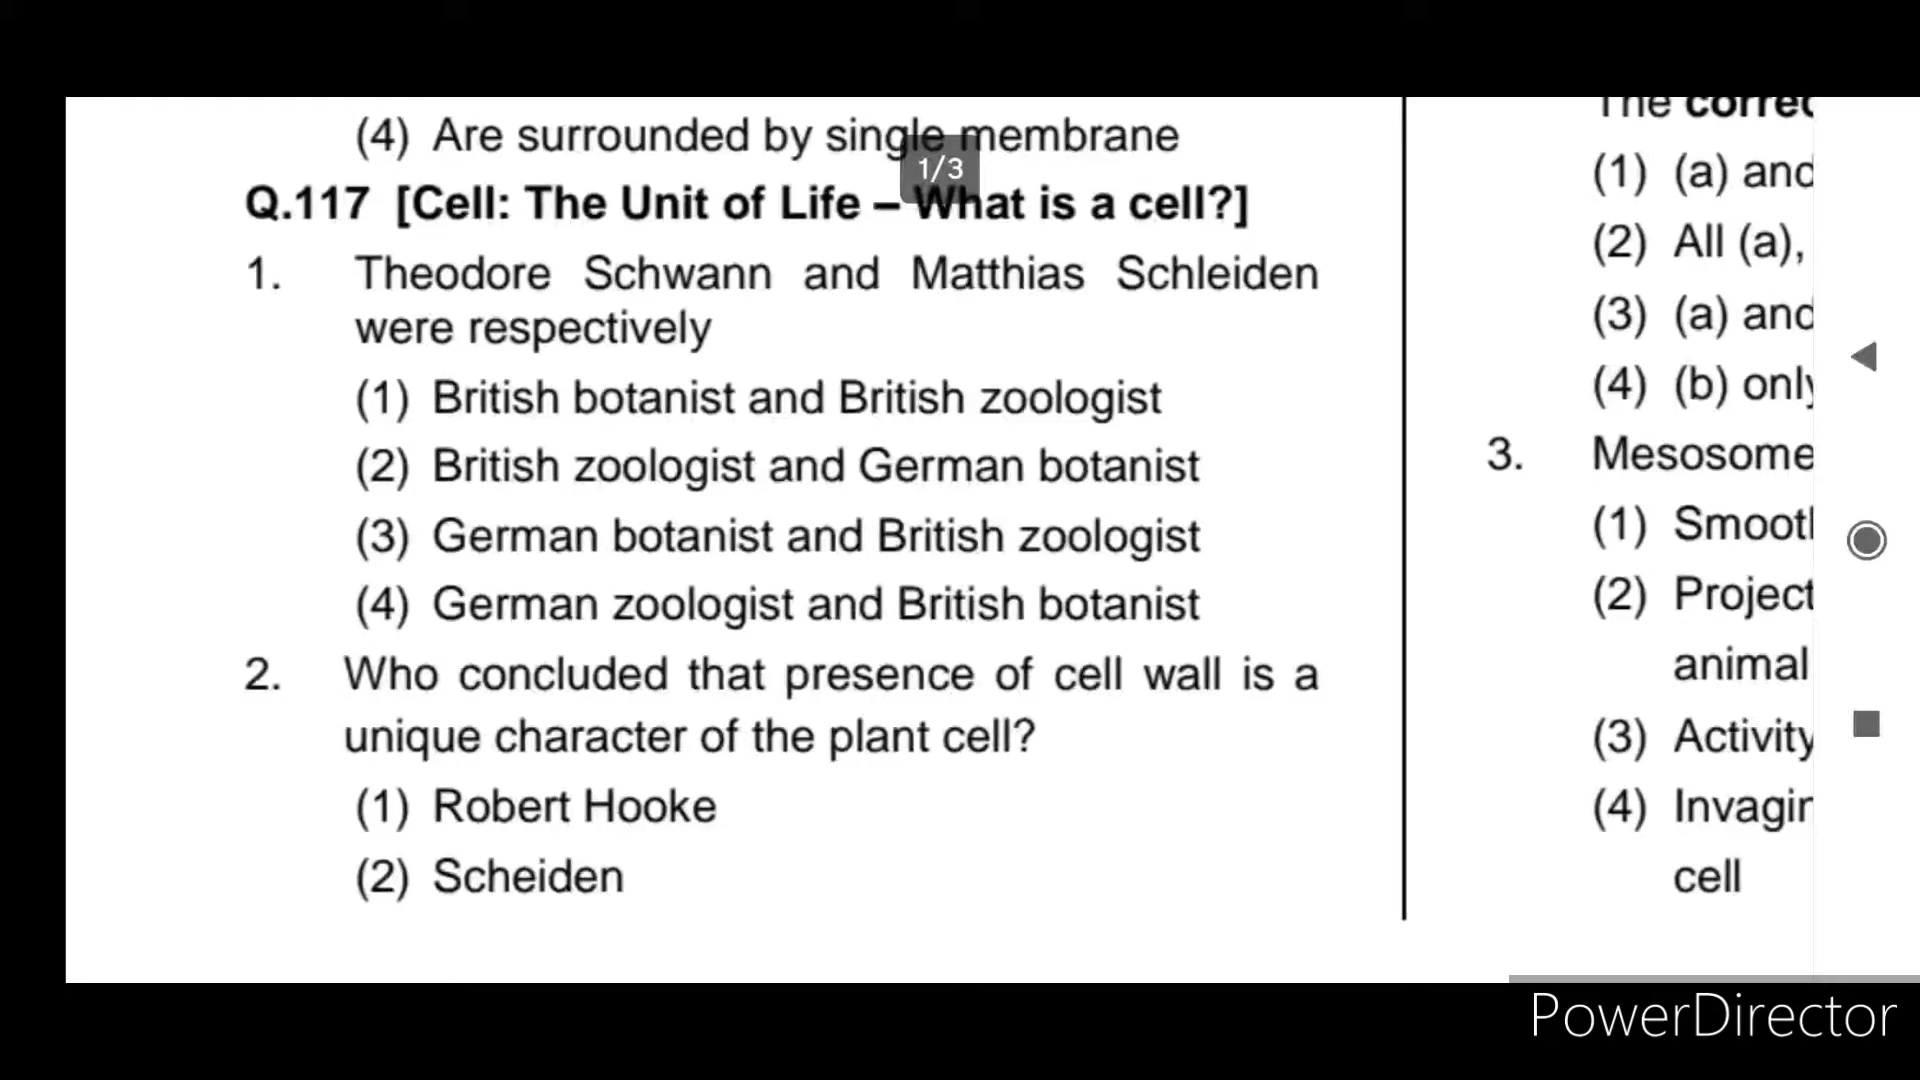 (4) Are surrounded by single membrane
1/3
Q.117 [Cell: The Unit of Life – What is a cell?]
1. Theodore Schwann and Matthias Schleiden
were respectively
(1) British botanist and British zoologist
(2) British zoologist and German botanist
(3) German botanist and British zoologist
(4) German zoologist and British botanist
2. Who concluded that presence of cell wall is a
unique character of the plant cell?
(1) Robert Hooke
(2) Scheiden
The
(1) (a) and
(2) All (a),
(3) (a) and
(4) (b) only
3. Mesosome
(1)
(2)
animal
(3) Activity
(4)
cell
PowerDirector